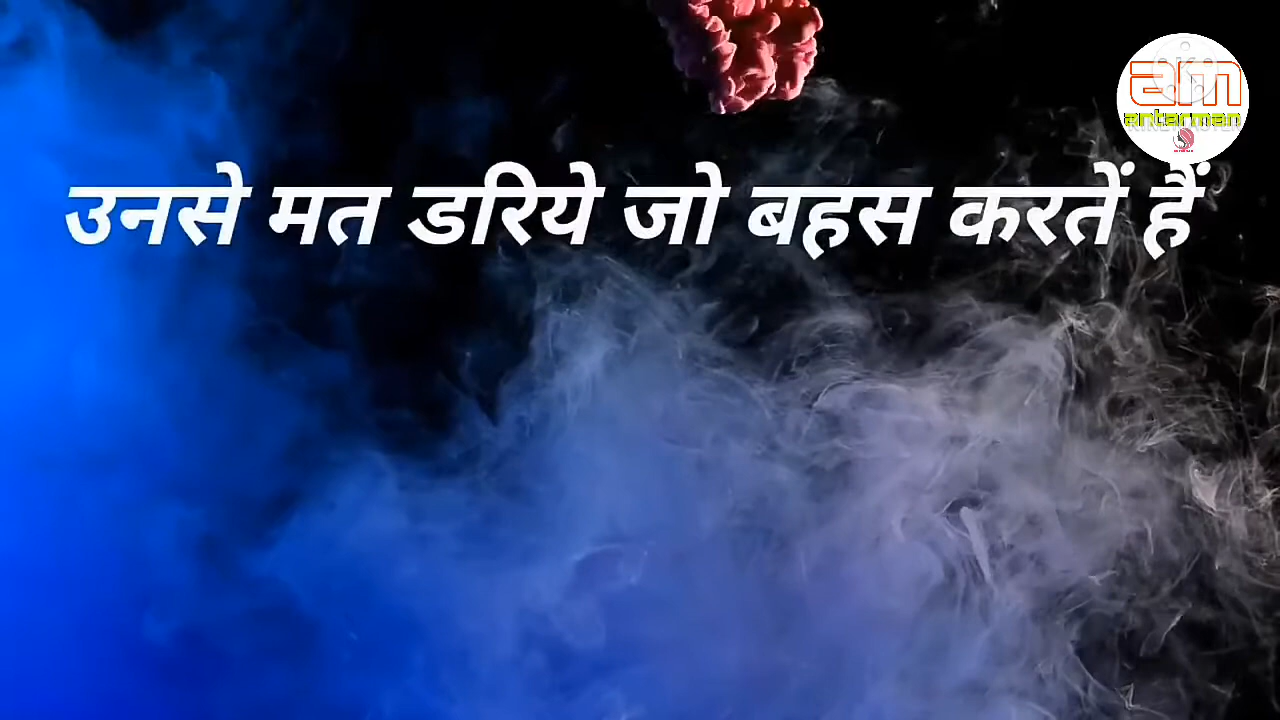 am
antarman
उनसे मत डरिये जो बहस करतें हैं